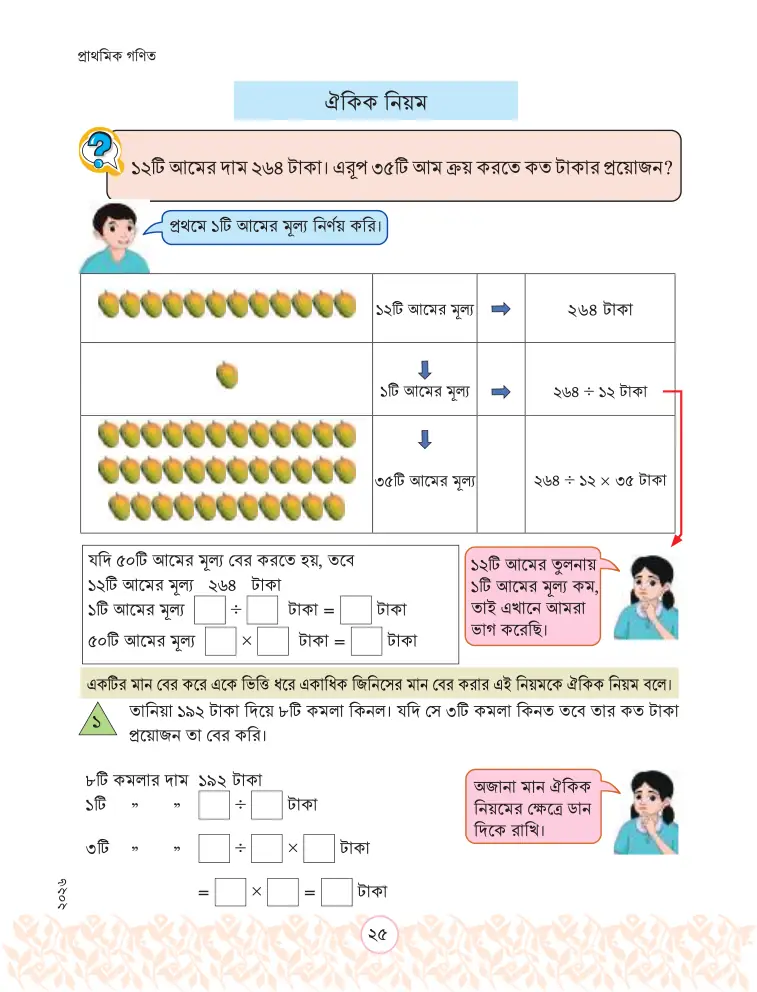 প্রাথমিক গণিত
ঐকিক নিয়ম
?
১২টি আমের দাম ২৬৪ টাকা। এরূপ ৩৫টি আম ক্রয় করতে কত টাকার প্রয়োজন?
প্রথমে ১টি আমের মূল্য নির্ণয় করি।
১২টি আমের মূল্য ২৬৪ টাকা
১টি আমের মূল্য ২৬৪ ÷ ১২ টাকা
৩৫টি আমের মূল্য ২৬৪ ÷ ১২ × ৩৫ টাকা
যদি ৫০টি আমের মূল্য বের করতে হয়, তবে
১২টি আমের মূল্য ২৬৪ টাকা
১টি আমের মূল্য ÷ টাকা = টাকা
৫০টি আমের মূল্য × টাকা = টাকা
১২টি আমের তুলনায়
১টি আমের মূল্য কম,
তাই এখানে আমরা
ভাগ করেছি।
একটির মান বের করে একে ভিত্তি ধরে একাধিক জিনিসের মান বের করার এই নিয়মকে ঐকিক নিয়ম বলে।
১
তানিয়া ১৯২ টাকা দিয়ে ৮টি কমলা কিনল। যদি সে ৩টি কমলা কিনত তবে তার কত টাকা
প্রয়োজন তা বের করি।
৮টি কমলার দাম ১৯২ টাকা
১টি ” ” ÷ টাকা
৩টি ” ” ÷ × টাকা
= × = টাকা
অজানা মান ঐকিক
নিয়মের ক্ষেত্রে ডান
দিকে রাখি।
২০২৬
২৫